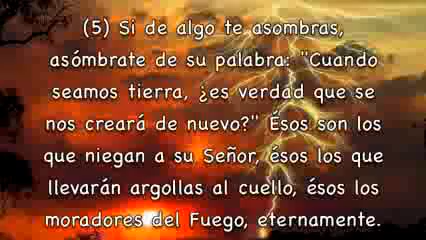 (5) Si de algo te asombras,
asómbrate de su palabra: "Cuando
seamos tierra, ¿es verdad que se
nos creará de nuevo?" Ésos son los
que niegan a su Señor, ésos los que
llevarán argollas al cuello, ésos los
moradores del Fuego, eternamente.